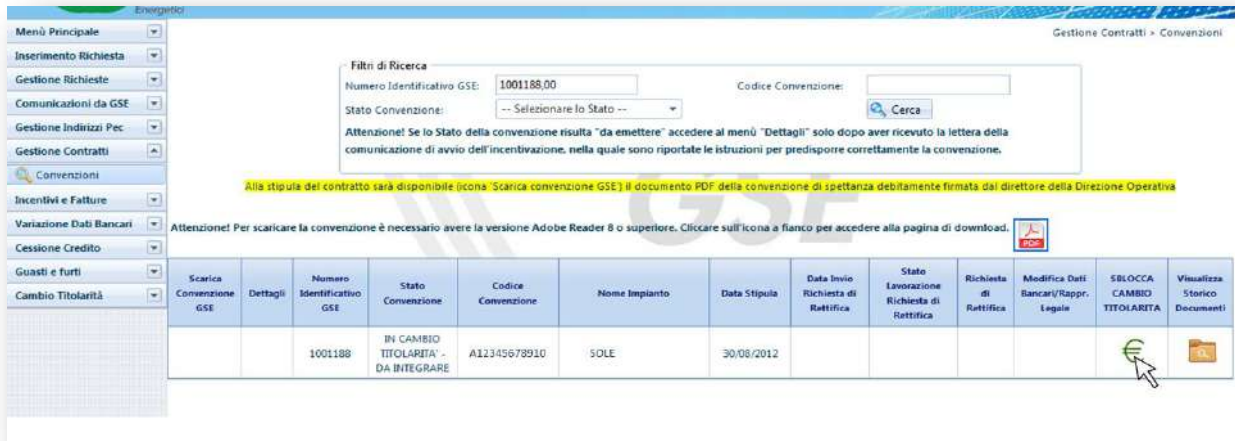 Energetici
Gestione Contratti > Convenzioni
Menù Principale
Inserimento Richiesta
Gestione Richieste
Comunicazioni da GSE
Gestione Indirizzi Pec
Gestione Contratti
Convenzioni
Incentivi e Fatture
Variazione Dati Bancari
Cessione Credito
Guasti e furti
Cambio Titolarità
Filtri di Ricerca
Numero Identificativo GSE: 1001188,00 Codice Convenzione:
Stato Convenzione: -- Selezionare lo Stato -- Cerca
Attenzione! Se lo Stato della convenzione risulta "da emettere" accedere al menù "Dettagli" solo dopo aver ricevuto la lettera della
comunicazione di avvio dell'incentivazione, nella quale sono riportate le istruzioni per predisporre correttamente la convenzione.
Alla stipula del contratto sarà disponibile (icona 'Scarica convenzione GSE') il documento PDF della convenzione di spettanza debitamente firmata dal direttore della Direzione Operativa
GSE
Attenzione! Per scaricare la convenzione è necessario avere la versione Adobe Reader 8 o superiore. Cliccare sull'icona a fianco per accedere alla pagina di download.
PDF
Scarica Convenzione GSE
Dettagli
Numero Identificativo GSE
Stato Convenzione
Codice Convenzione
Nome Impianto
Data Stipula
Data Invio Richiesta di Rettifica
Stato Lavorazione Richiesta di Rettifica
Richiesta di Rettifica
Modifica Dati Bancari/Rappr. Legale
SBLOCCA CAMBIO TITOLARITA
Visualizza Storico Documenti
1001188
IN CAMBIO TITOLARITA' - DA INTEGRARE
A12345678910
SOLE
30/08/2012
€